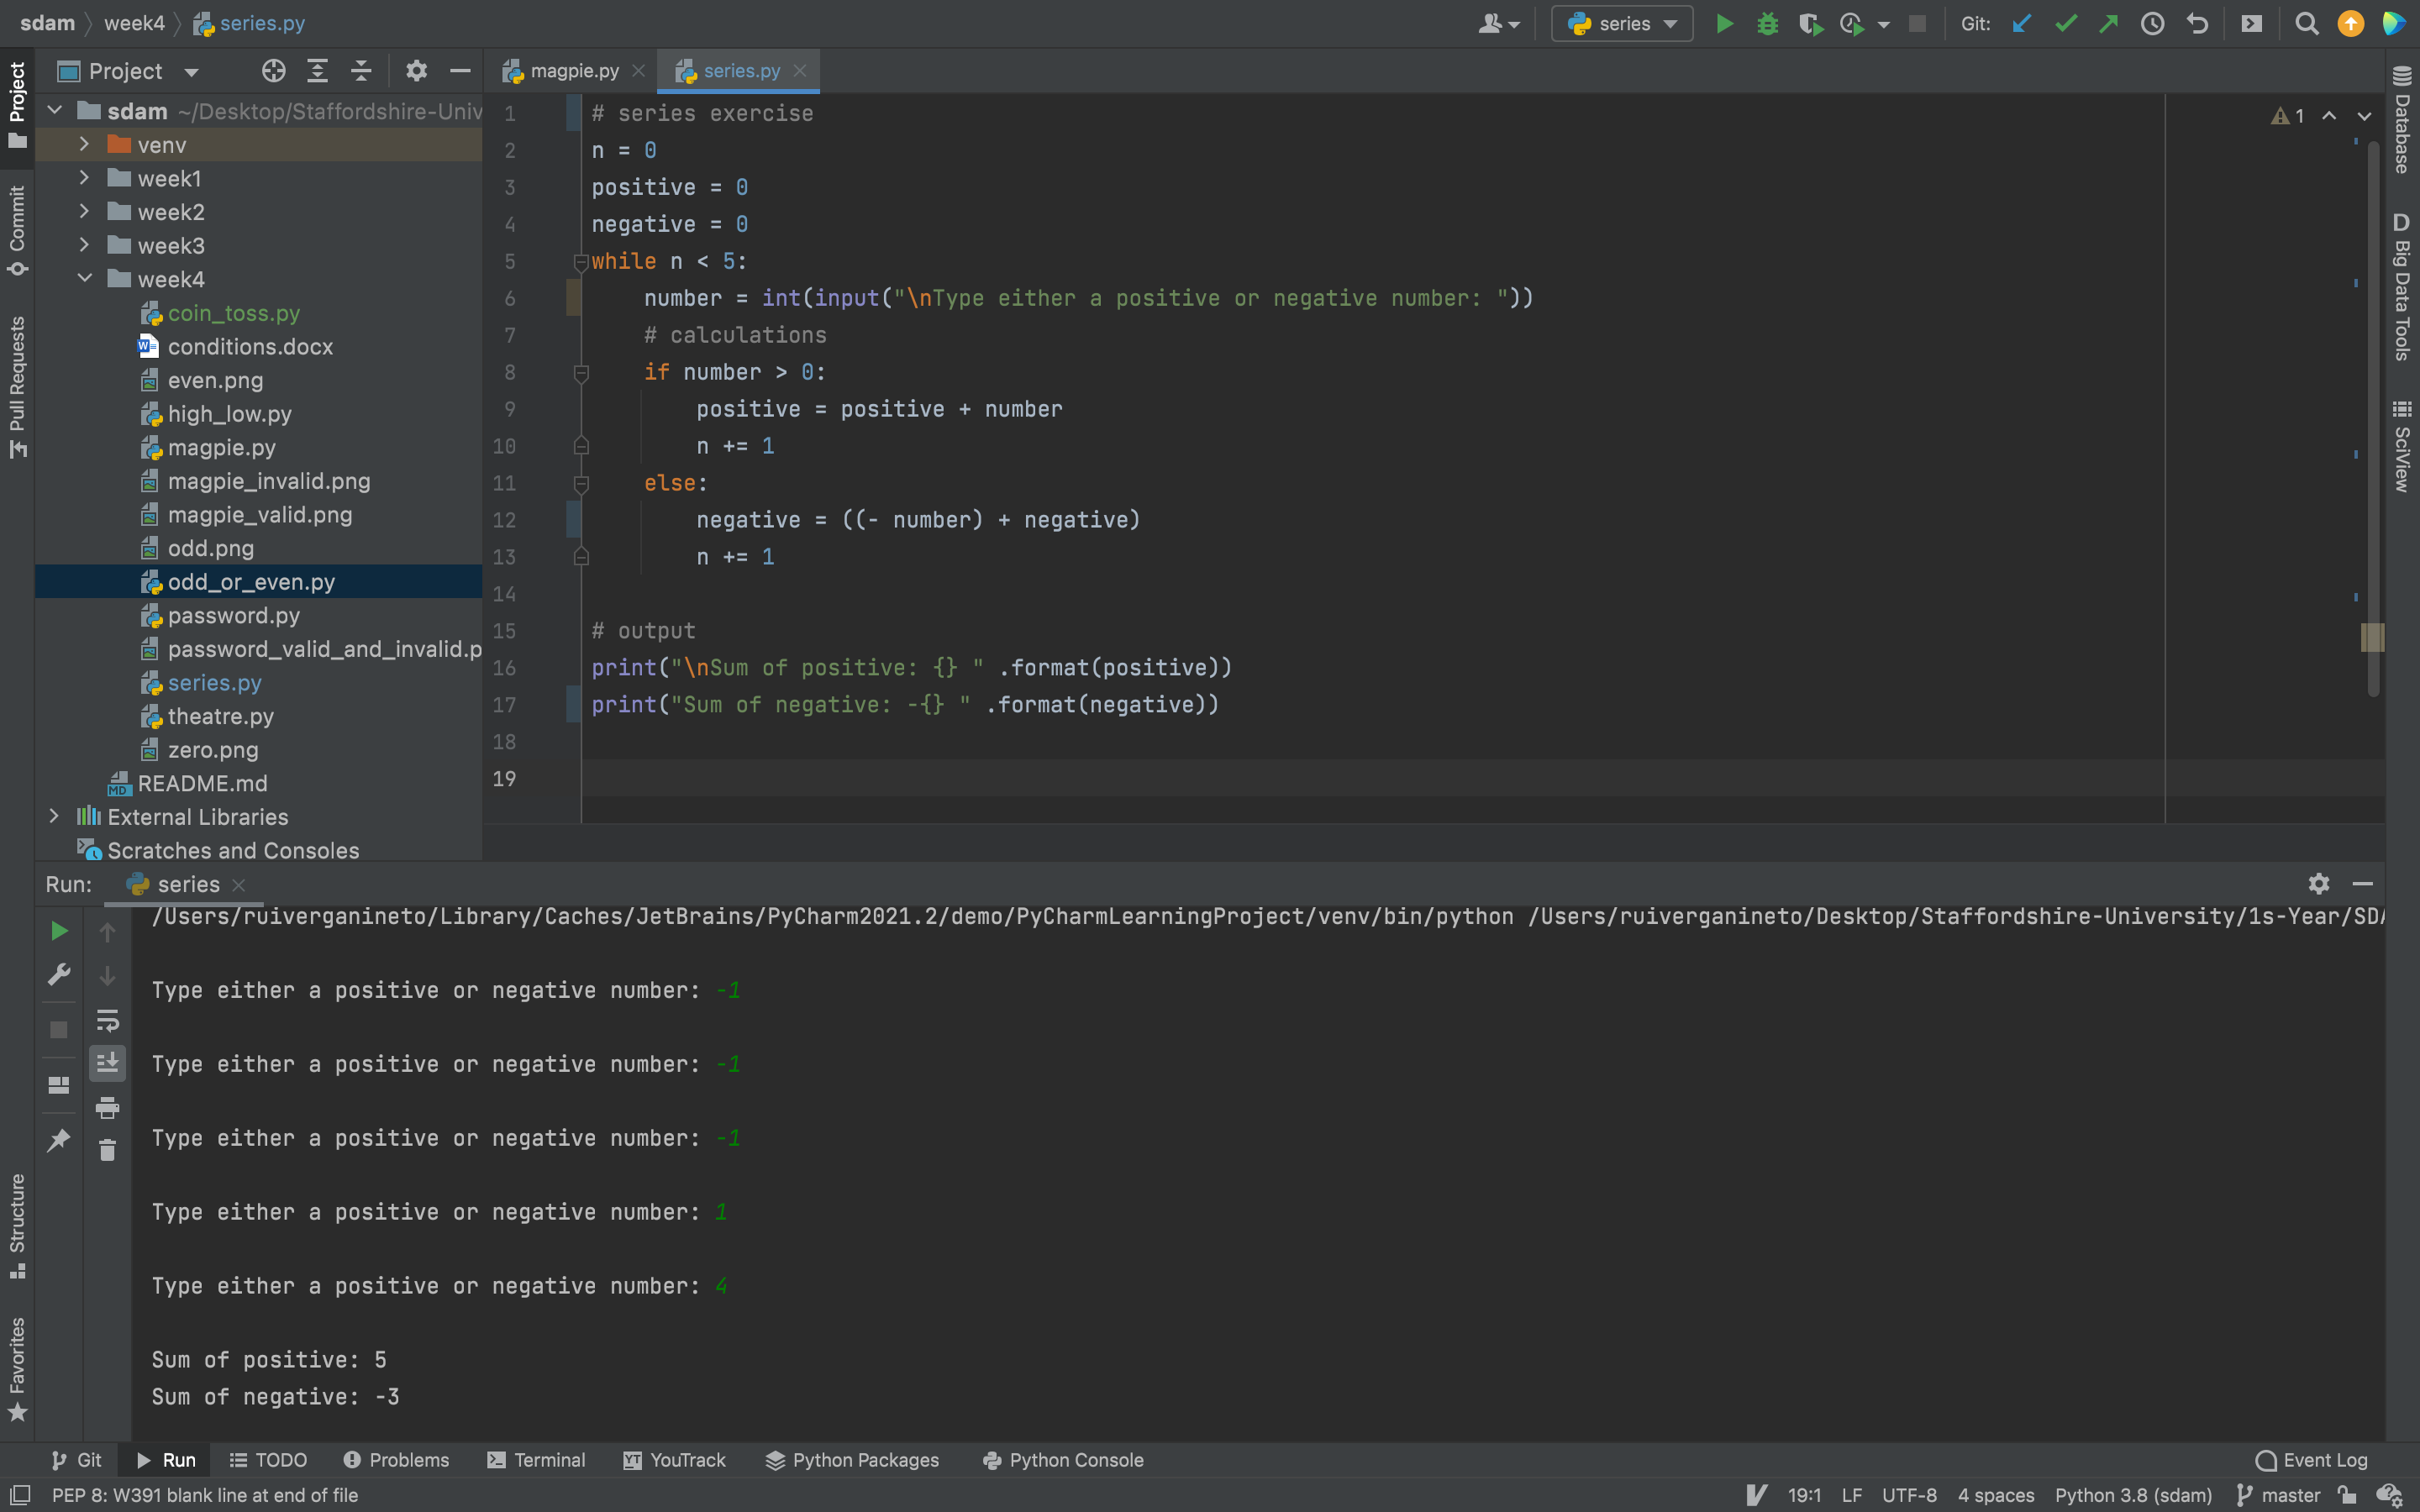 sdam week4 series.py
series Git:
Project
magpie.py series.py
Project
Commit
Pull Requests
Structure
Favorites
Database
D Big Data Tools
SciView
sdam ~/Desktop/Staffordshire-Univ
venv
week1
week2
week3
week4
coin_toss.py
conditions.docx
even.png
high_low.py
magpie.py
magpie_invalid.png
magpie_valid.png
odd.png
odd_or_even.py
password.py
password_valid_and_invalid.p
series.py
theatre.py
zero.png
README.md
External Libraries
Scratches and Consoles
1 # series exercise
2 n = 0
3 positive = 0
4 negative = 0
5 while n < 5:
6 number = int(input("\nType either a positive or negative number: "))
7 # calculations
8 if number > 0:
9 positive = positive + number
10 n += 1
11 else:
12 negative = ((- number) + negative)
13 n += 1
14
15 # output
16 print("\nSum of positive: {} " .format(positive))
17 print("Sum of negative: -{} " .format(negative))
18
19
1
Run: series
/Users/ruiverganineto/Library/Caches/JetBrains/PyCharm2021.2/demo/PyCharmLearningProject/venv/bin/python /Users/ruiverganineto/Desktop/Staffordshire-University/1s-Year/SDA
Type either a positive or negative number: -1
Type either a positive or negative number: -1
Type either a positive or negative number: -1
Type either a positive or negative number: 1
Type either a positive or negative number: 4
Sum of positive: 5
Sum of negative: -3
Git Run TODO Problems Terminal YT YouTrack Python Packages Python Console Event Log
PEP 8: W391 blank line at end of file 19:1 LF UTF-8 4 spaces Python 3.8 (sdam) master